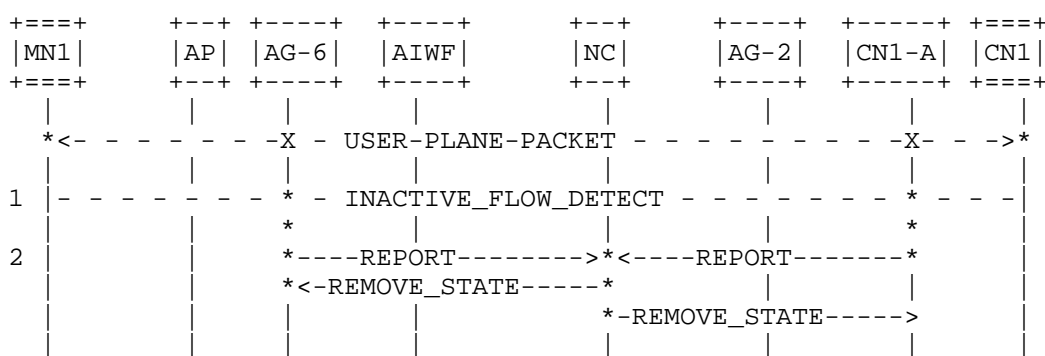 +===+ +--+ +----+ +----+ +--+ +----+ +-----+ +===+
|MN1| |AP| |AG-6| |AIWF| |NC| |AG-2| |CN1-A| |CN1|
+===+ +--+ +----+ +----+ +--+ +----+ +-----+ +===+
| | | | | | | |
*<- - - - - - -X - USER-PLANE-PACKET - - - - - - - - -X- - ->*
| | | | | | | |
1 |- - - - - - - * - INACTIVE_FLOW_DETECT - - - - - - - * - - -|
| | * | | | * |
2 | | *----REPORT-------->*<----REPORT-------* |
| | *<-REMOVE_STATE-----* | | |
| | | | *-REMOVE_STATE-----> |
| | | | | | | |